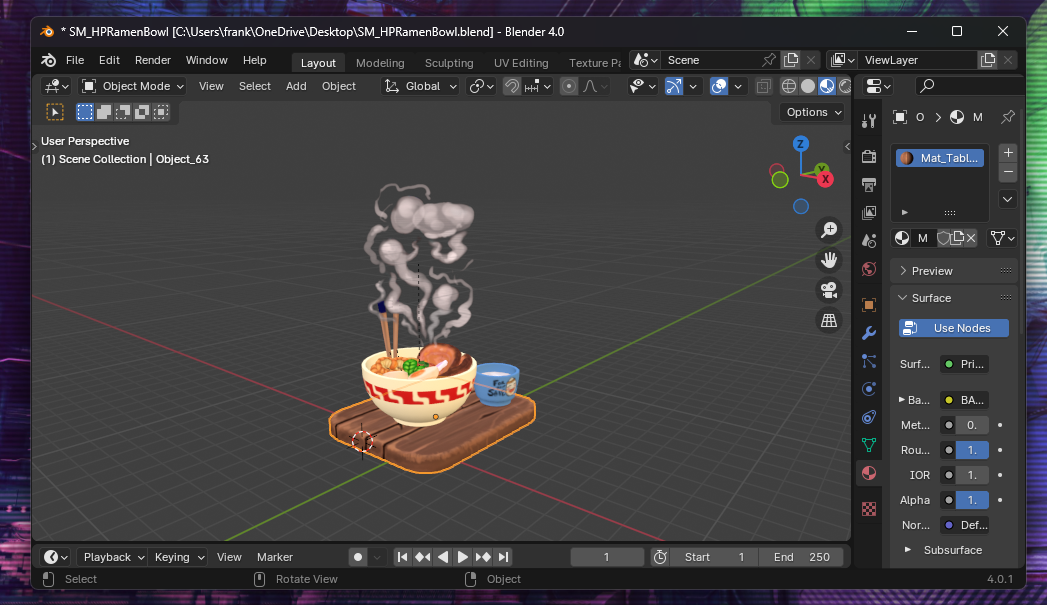 * SM_HPRamenBowl [C:\Users\frank\OneDrive\Desktop\SM_HPRamenBowl.blend] - Blender 4.0
File Edit Render Window Help Layout Modeling Sculpting UV Editing Texture Pa Scene ViewLayer
Object Mode View Select Add Object Global
Options
User Perspective
(1) Scene Collection | Object_63
Z
Y
X
O M
Mat_Tabl...
M
Preview
Surface
Use Nodes
Surf... Pri...
Ba... BA...
Met... 0.
Rou... 1.
IOR 1.
Alpha 1.
Nor... Def...
Subsurface
Playback Keying View Marker 1 Start 1 End 250
Select Rotate View Object 4.0.1